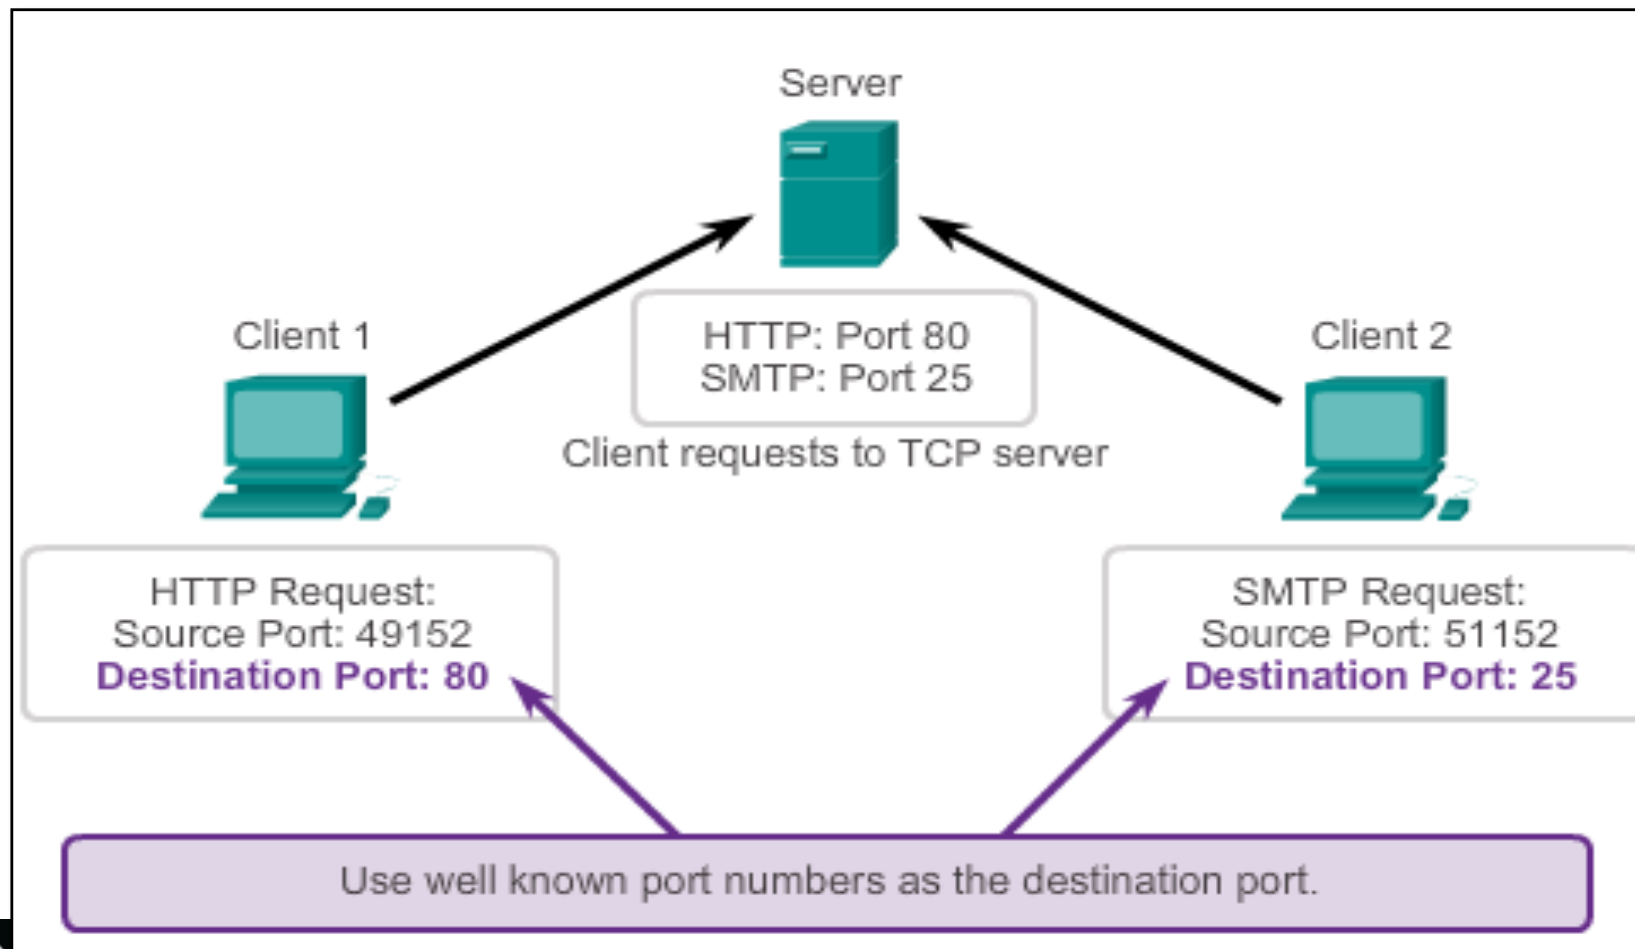 Server
Client 1
HTTP: Port 80
SMTP: Port 25
Client 2
Client requests to TCP server
HTTP Request:
Source Port: 49152
Destination Port: 80
SMTP Request:
Source Port: 51152
Destination Port: 25
Use well known port numbers as the destination port.